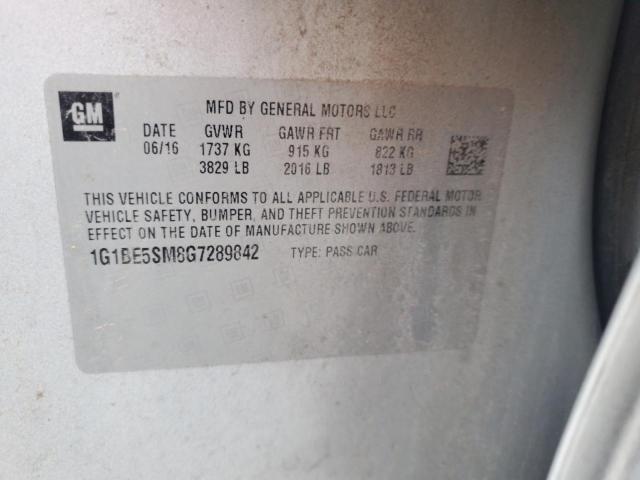 GM
MFD BY GENERAL MOTORS LLC
DATE GVWR GAWR FRT GAWR RR
06/16 1737 KG 915 KG 822 KG
3829 LB 2016 LB 1813 LB
THIS VEHICLE CONFORMS TO ALL APPLICABLE U.S. FEDERAL MOTOR
VEHICLE SAFETY, BUMPER, AND THEFT PREVENTION STANDARDS IN
EFFECT ON THE DATE OF MANUFACTURE SHOWN ABOVE.
1G1BE5SM8G7289842 TYPE: PASS CAR